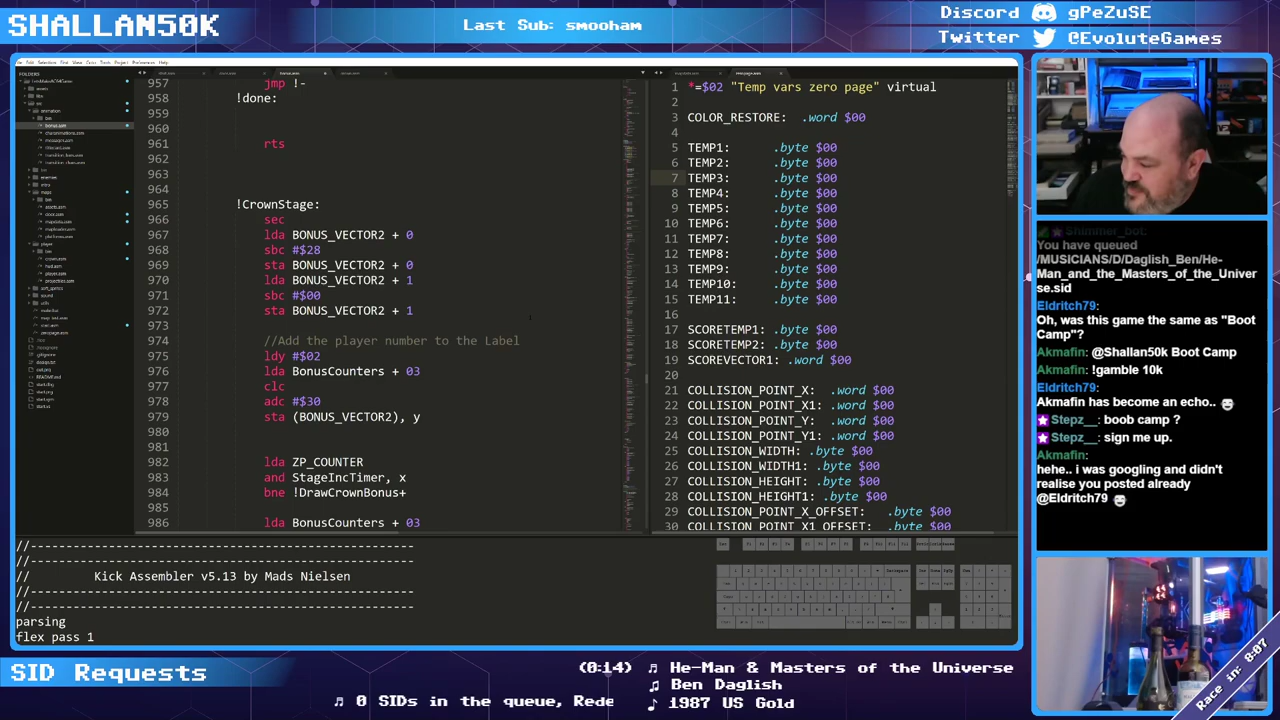 SHALLAN50K
Last Sub: smooham
Discord gPeZuSE
Twitter @EvoluteGames
FOLDERS
957 jmp !-
958 !done:
959
960
961 rts
962
963
964
965 !CrownStage:
966 sec
967 lda BONUS_VECTOR2 + 0
968 sbc #$28
969 sta BONUS_VECTOR2 + 0
970 lda BONUS_VECTOR2 + 1
971 sbc #$00
972 sta BONUS_VECTOR2 + 1
973
974 //Add the player number to the Label
975 ldy #$02
976 lda BonusCounters + 03
977 clc
978 adc #$30
979 sta (BONUS_VECTOR2), y
980
981
982 lda ZP_COUNTER
983 and StageIncTimer, x
984 bne !DrawCrownBonus+
985
986 lda BonusCounters + 03
1 *=$02 "Temp vars zero page" virtual
2
3 COLOR_RESTORE: .word $00
4
5 TEMP1: .byte $00
6 TEMP2: .byte $00
7 TEMP3: .byte $00
8 TEMP4: .byte $00
9 TEMP5: .byte $00
10 TEMP6: .byte $00
11 TEMP7: .byte $00
12 TEMP8: .byte $00
13 TEMP9: .byte $00
14 TEMP10: .byte $00
15 TEMP11: .byte $00
16
17 SCORETEMP1: .byte $00
18 SCORETEMP2: .byte $00
19 SCOREVECTOR1: .word $00
20
21 COLLISION_POINT_X: .word $00
22 COLLISION_POINT_X1: .word $00
23 COLLISION_POINT_Y: .word $00
24 COLLISION_POINT_Y1: .word $00
25 COLLISION_WIDTH: .byte $00
26 COLLISION_WIDTH1: .byte $00
27 COLLISION_HEIGHT: .byte $00
28 COLLISION_HEIGHT1: .byte $00
29 COLLISION_POINT_X_OFFSET: .byte $00
30 COLLISION_POINT_X1_OFFSET: .byte $00
//------------------------------------------------
//------------------------------------------------
// Kick Assembler v5.13 by Mads Nielsen
//------------------------------------------------
//------------------------------------------------
parsing
flex pass 1
Shimmer_bot:
You have queued
/MUSICIANS/D/Daglish_Ben/He-
Man_and_the_Masters_of_the_Univer
se.sid
Eldritch79:
Oh, was this game the same as "Boot
Camp"?
Akmafin: @Shallan50k Boot Camp
Akmafin: !gamble 10k
Eldritch79:
Akmafin has become an echo..
Stepz__: boob camp ?
Stepz__: sign me up.
Akmafin:
hehe.. i was googling and didn't
realise you posted already
@Eldritch79
Race in: 8:07
SID Requests
(0:14) ♬ He-Man & Masters of the Universe
♫ Ben Daglish
♪ 1987 US Gold
♬ 0 SIDs in the queue, Rede